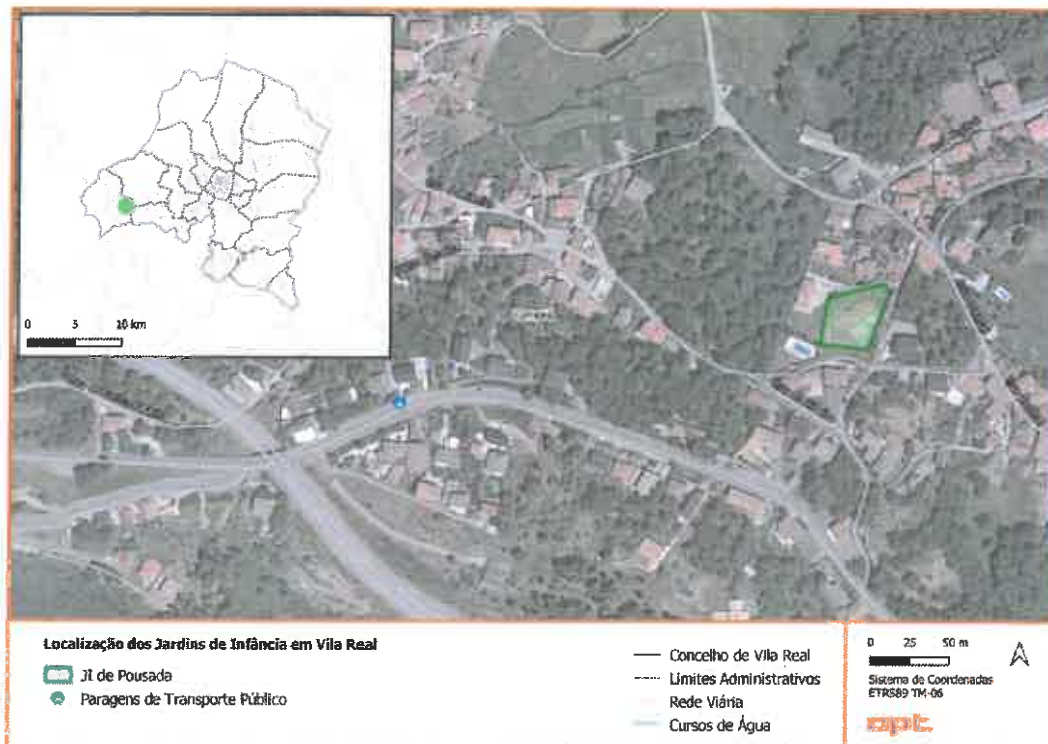 0 5 10 km
Localização dos Jardins de Infância em Vila Real
JI de Pousada
Paragens de Transporte Público
Concelho de Vila Real
Limites Administrativos
Rede Viária
Cursos de Água
0 25 50 m
Sistema de Coordenadas
ETRS89 TM-06
apt